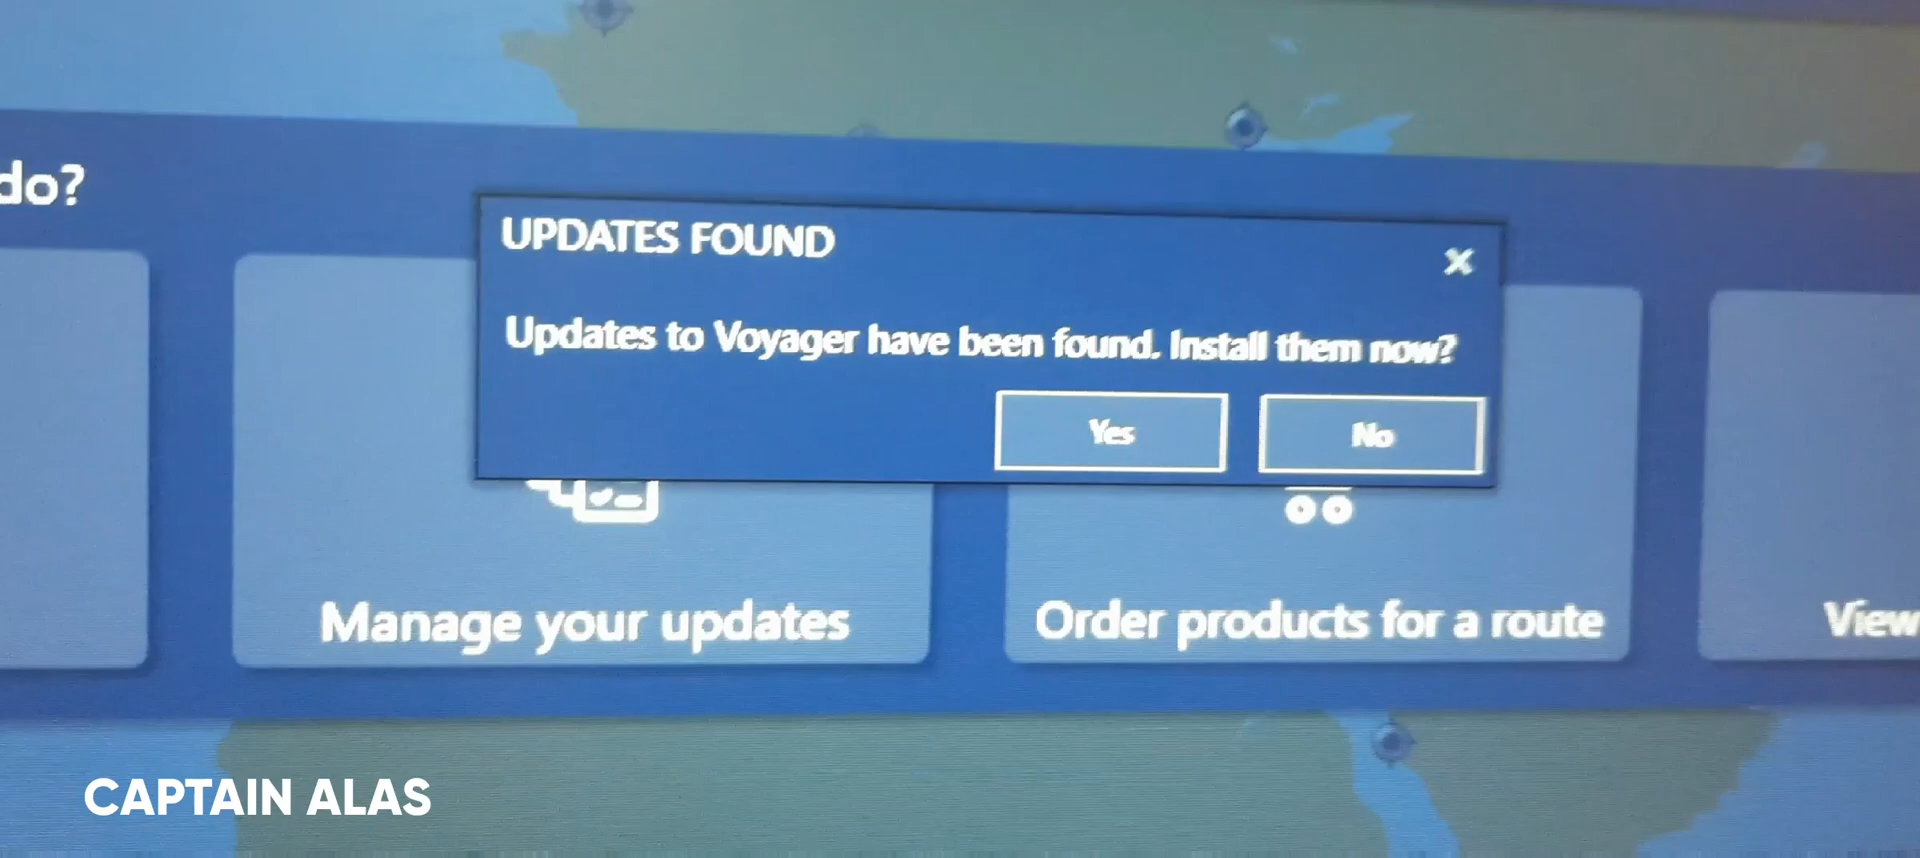 do?
UPDATES FOUND
x
Updates to Voyager have been found. Install them now?
Yes
No
Manage your updates
Order products for a route
View
CAPTAIN ALAS